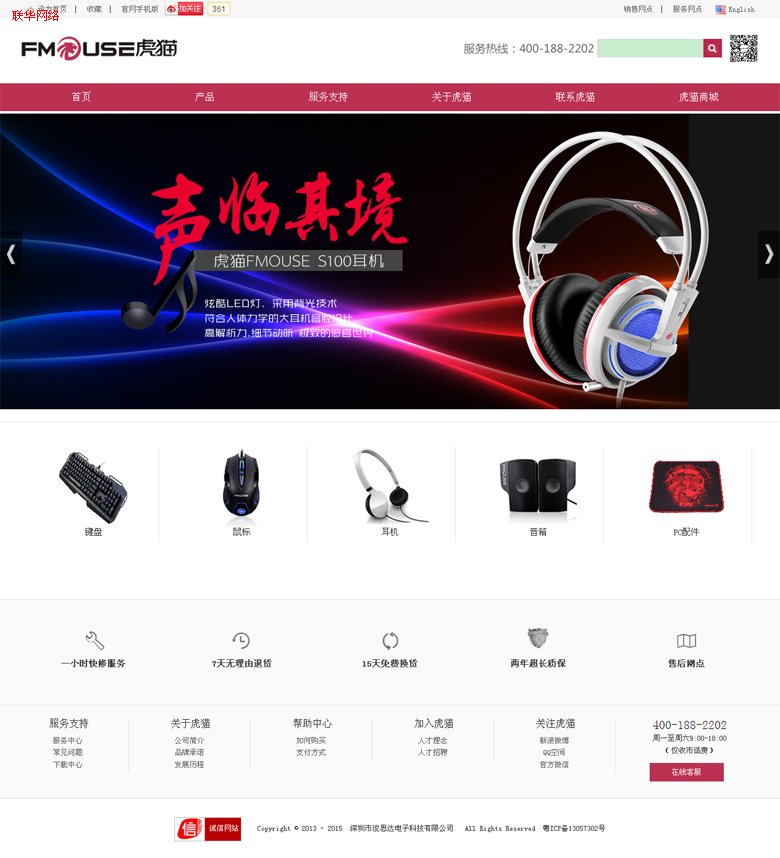 联华网络
设为首页 | 收藏 | 官网手机版 加关注 361
销售网点 | 服务网点 English
FMOUSE虎猫
服务热线：400-188-2202
首页 产品 服务支持 关于虎猫 联系虎猫 虎猫商城
声临其境
虎猫FMOUSE S100耳机
炫酷LED灯，采用背光技术
符合人体力学的大耳机音腔设计
高解析力,细节动听 极致的感官世界
键盘 鼠标 耳机 音箱 PC配件
一小时快修服务 7天无理由退货 15天免费换货 两年超长质保 售后网点
服务支持
服务中心
常见问题
下载中心
关于虎猫
公司简介
品牌承诺
发展历程
帮助中心
如何购买
支付方式
加入虎猫
人才理念
人才招聘
关注虎猫
新浪微博
QQ空间
官方微信
400-188-2202
周一至周六9:00-18:00
（仅收市话费）
在线客服
信 诚信网站
Copyright © 2013 - 2015 深圳市俊思达电子科技有限公司 All Rights Reserved 粤ICP备13057302号